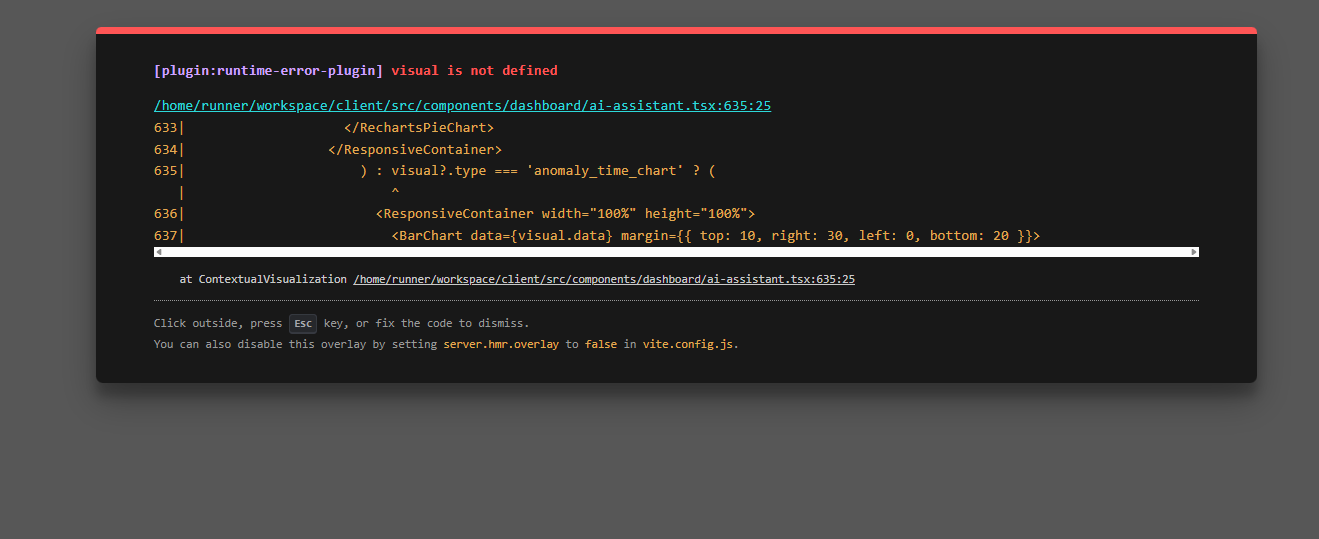 [plugin:runtime-error-plugin] visual is not defined
/home/runner/workspace/client/src/components/dashboard/ai-assistant.tsx:635:25
633|                    </RechartsPieChart>
634|                  </ResponsiveContainer>
635|                      ) : visual?.type === 'anomaly_time_chart' ? (
   |                          ^
636|                        <ResponsiveContainer width="100%" height="100%">
637|                          <BarChart data={visual.data} margin={{ top: 10, right: 30, left: 0, bottom: 20 }}>
at ContextualVisualization /home/runner/workspace/client/src/components/dashboard/ai-assistant.tsx:635:25
Click outside, press Esc key, or fix the code to dismiss.
You can also disable this overlay by setting server.hmr.overlay to false in vite.config.js.